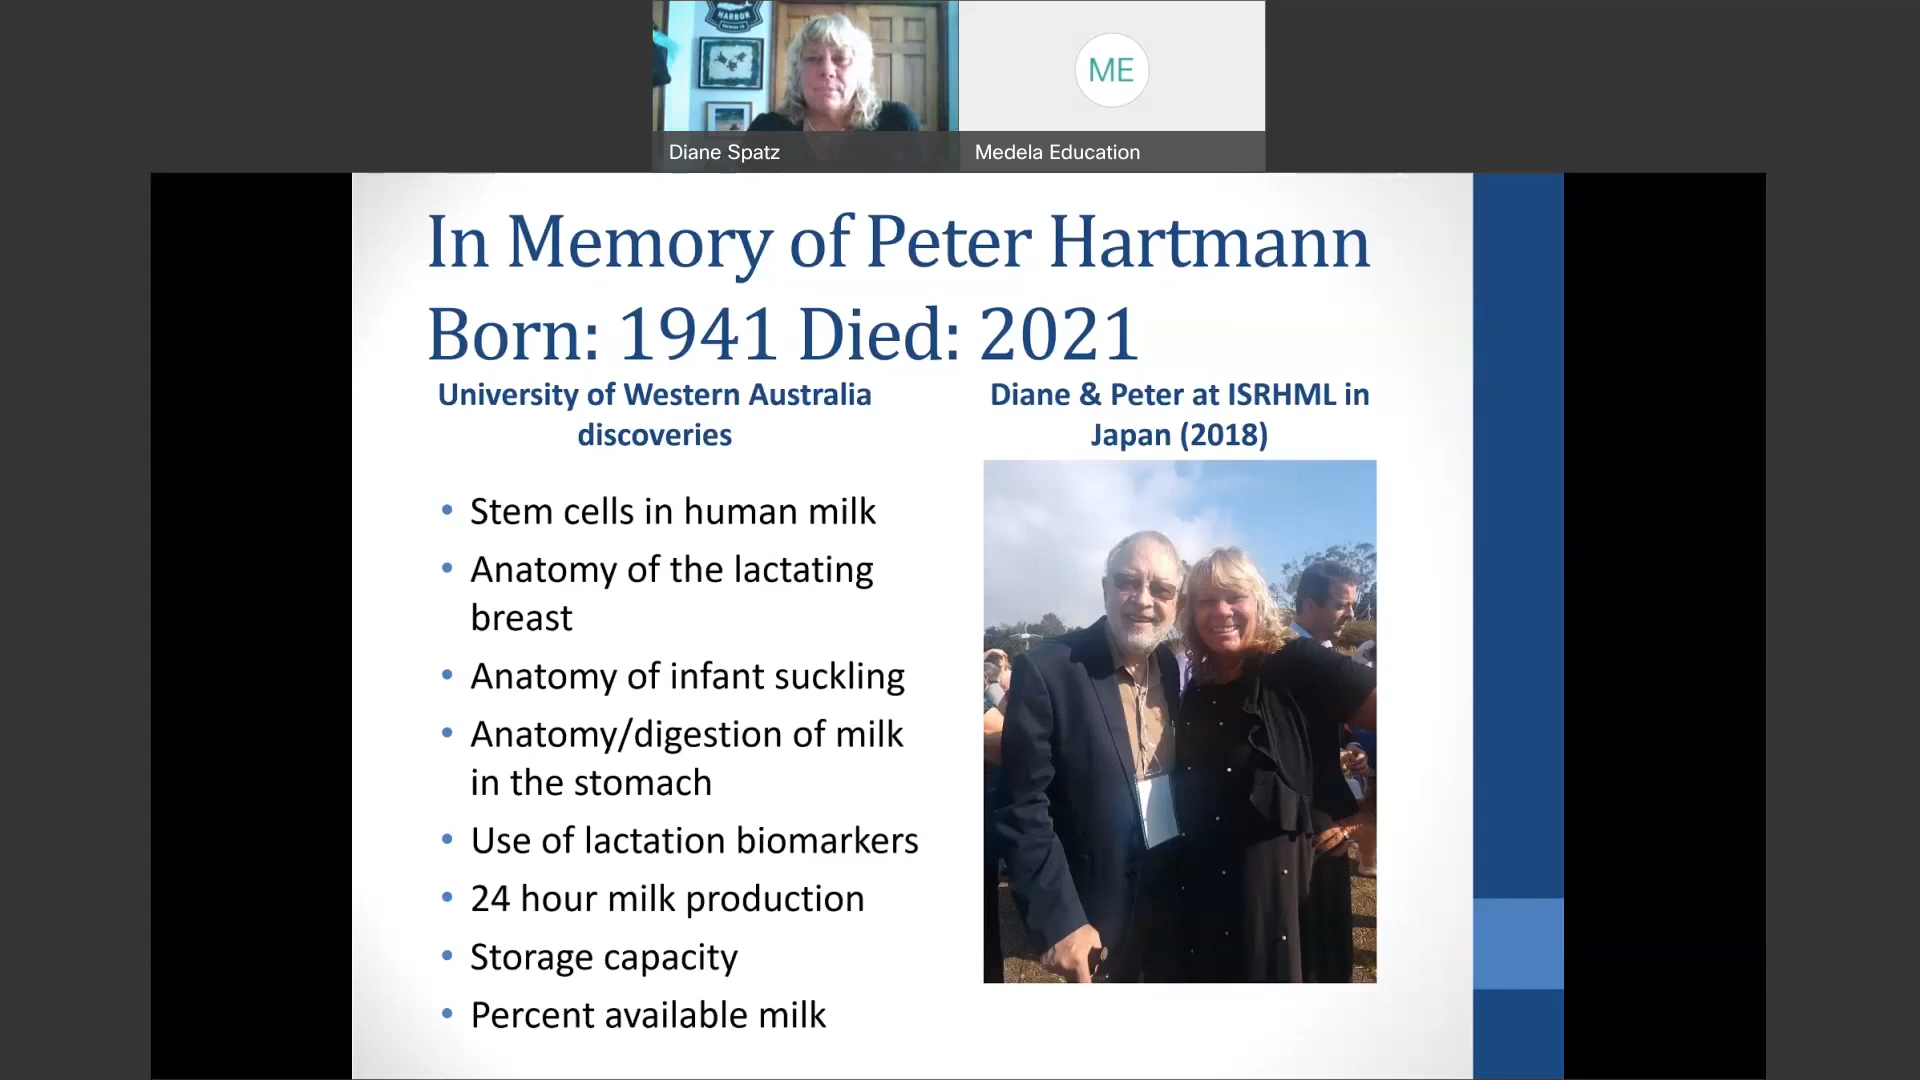 HARBOR
Diane Spatz
ME
Medela Education
In Memory of Peter Hartmann
Born: 1941 Died: 2021
University of Western Australia
discoveries
• Stem cells in human milk
• Anatomy of the lactating
breast
• Anatomy of infant suckling
• Anatomy/digestion of milk
in the stomach
• Use of lactation biomarkers
• 24 hour milk production
• Storage capacity
• Percent available milk
Diane & Peter at ISRHML in
Japan (2018)